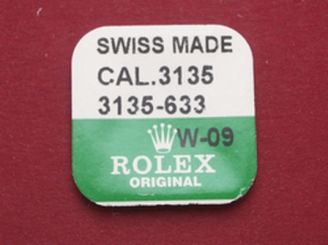 SWISS MADE
CAL.3135
3135-633
W-09
ROLEX
ORIGINAL